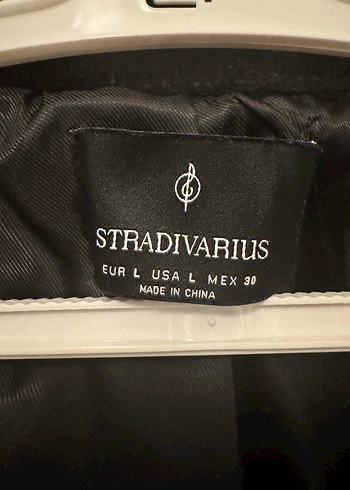 STRADIVARIUS
EUR L USA L MEX 30
MADE IN CHINA